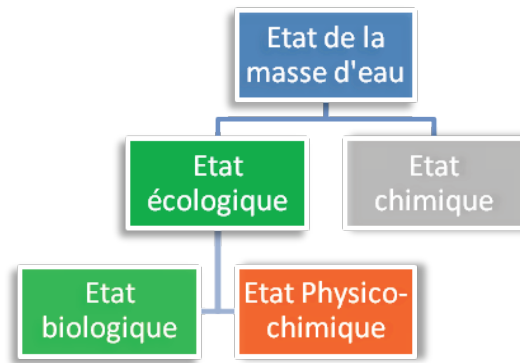 Etat de la
masse d'eau
Etat
écologique
Etat
chimique
Etat
biologique
Etat Physico-
chimique